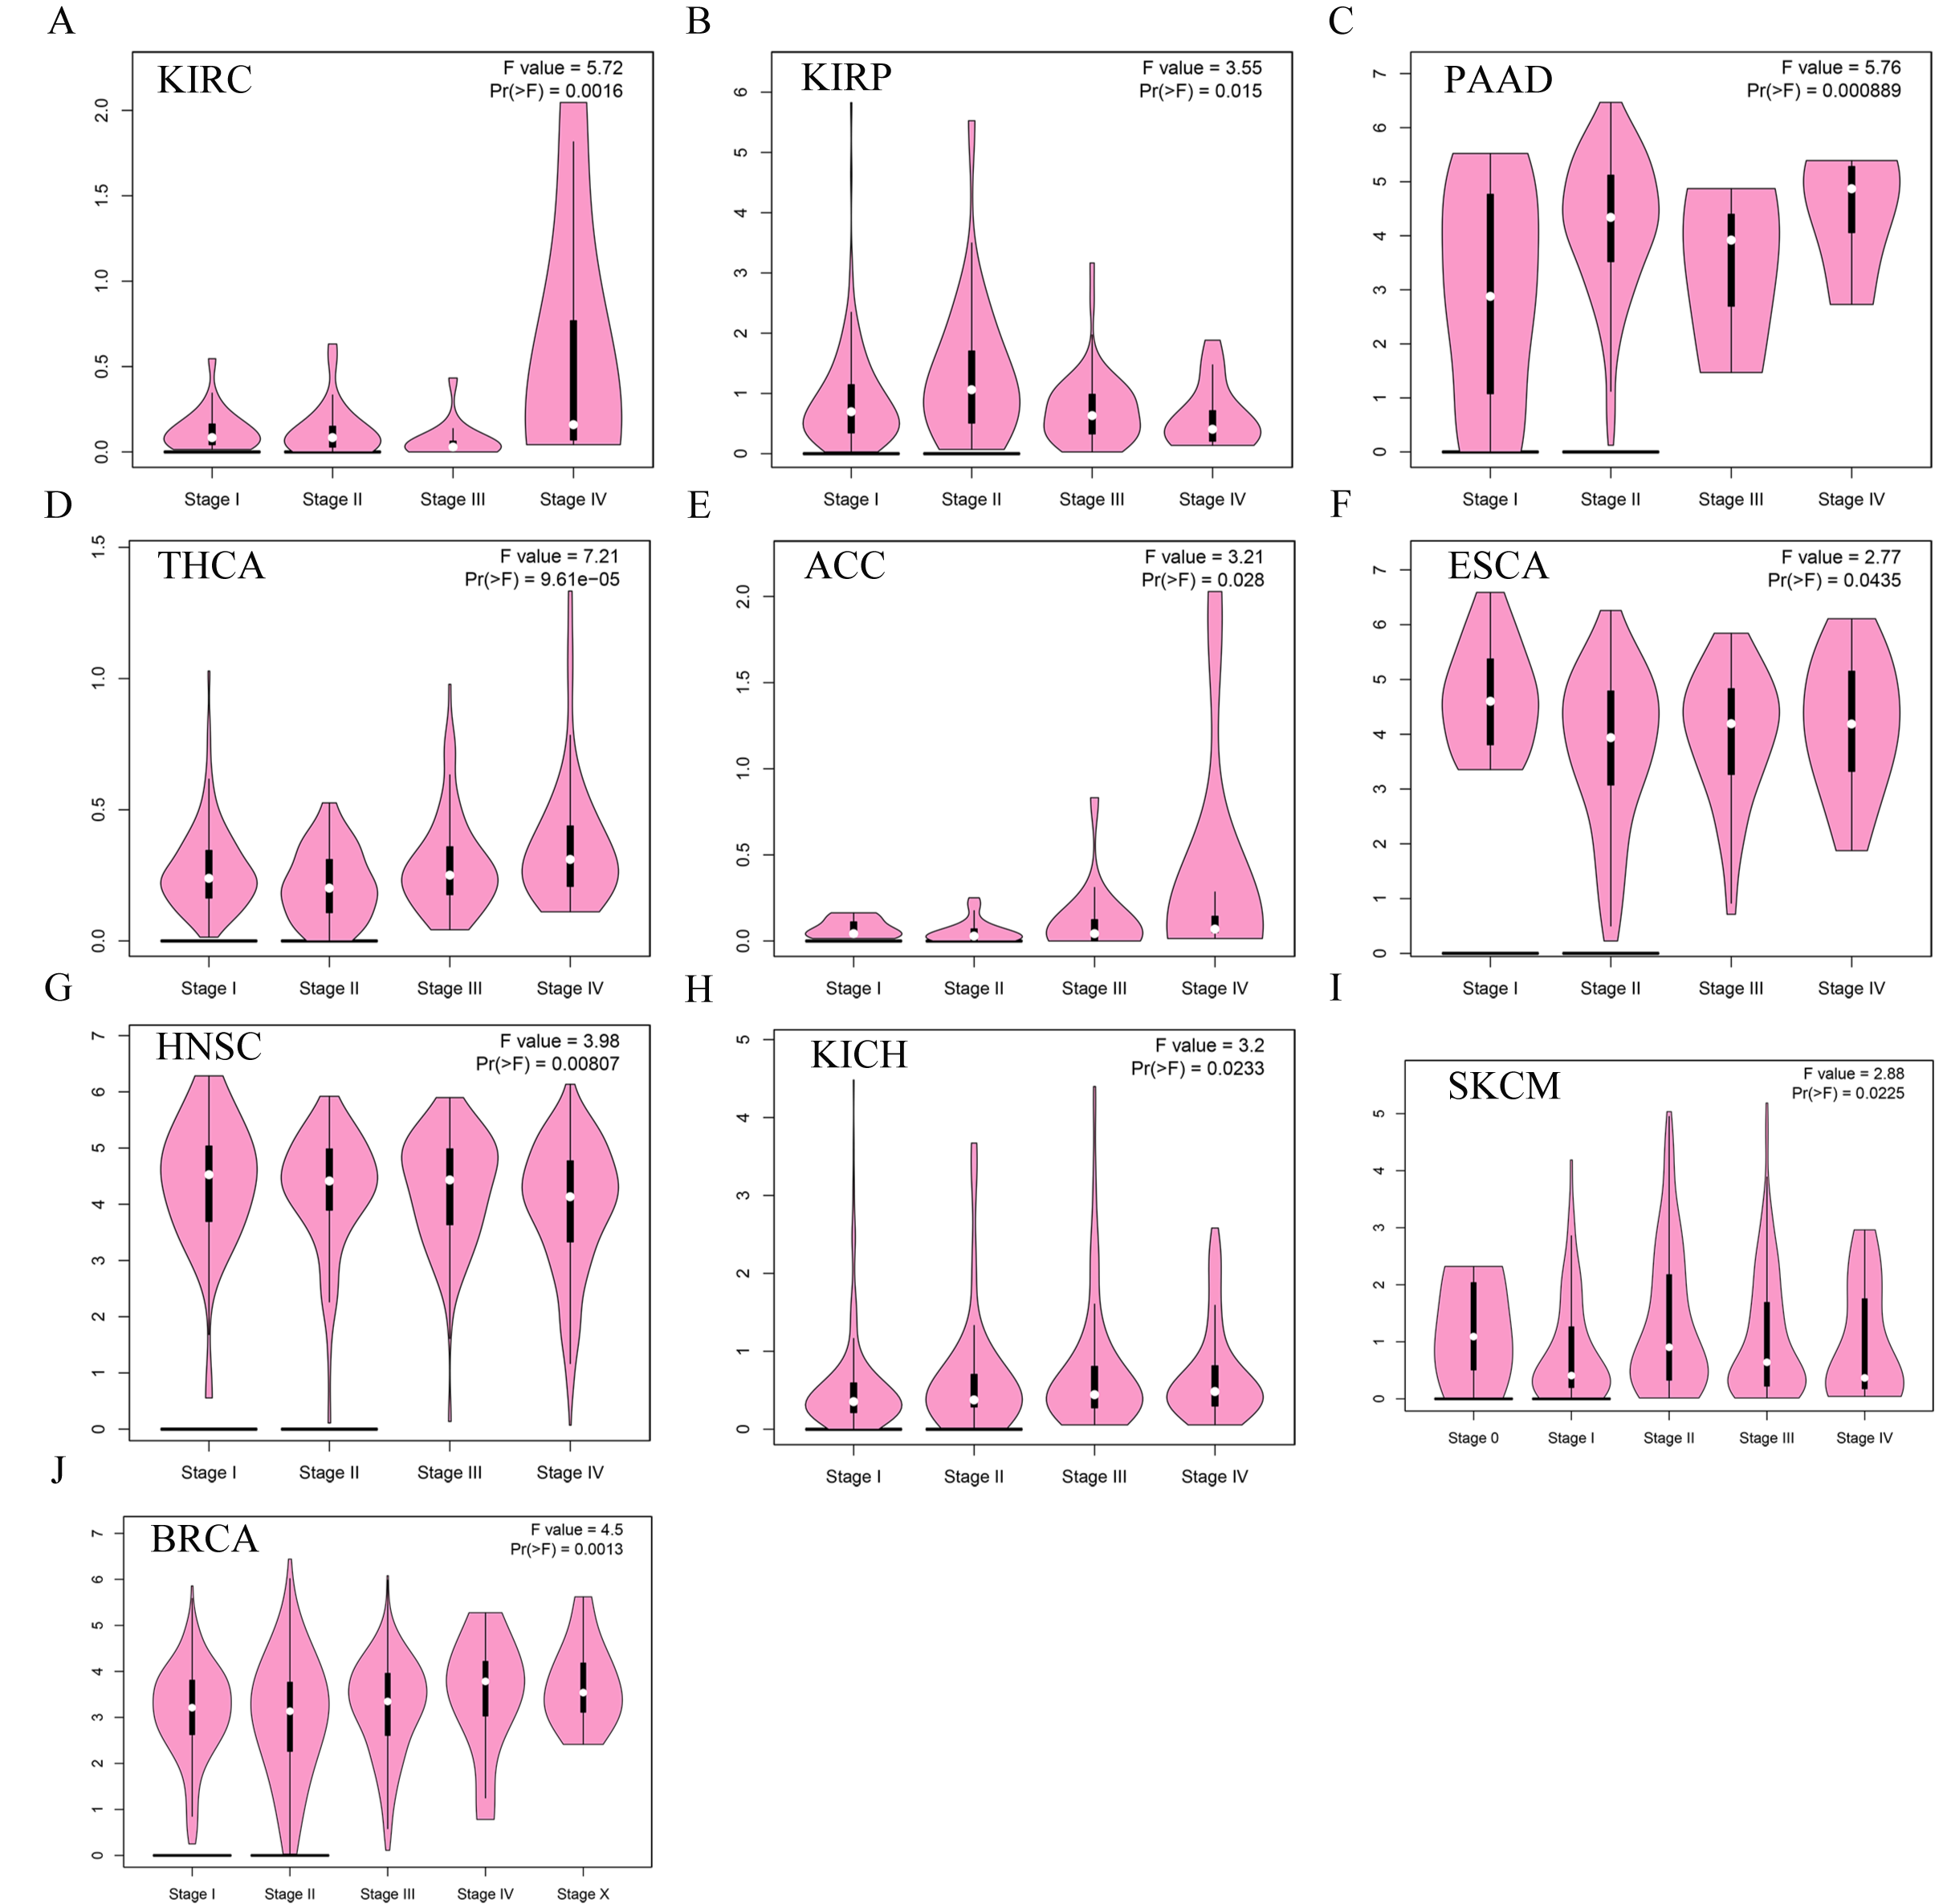 A
KIRC
F value = 5.72
Pr(>F) = 0.0016
2.0
1.5
1.0
0.5
0.0
Stage I Stage II Stage III Stage IV
B
KIRP
F value = 3.55
Pr(>F) = 0.015
6
5
4
3
2
1
0
Stage I Stage II Stage III Stage IV
C
PAAD
F value = 5.76
Pr(>F) = 0.000889
7
6
5
4
3
2
1
0
Stage I Stage II Stage III Stage IV
D
THCA
F value = 7.21
Pr(>F) = 9.61e−05
1.5
1.0
0.5
0.0
Stage I Stage II Stage III Stage IV
E
ACC
F value = 3.21
Pr(>F) = 0.028
2.0
1.5
1.0
0.5
0.0
Stage I Stage II Stage III Stage IV
F
ESCA
F value = 2.77
Pr(>F) = 0.0435
7
6
5
4
3
2
1
0
Stage I Stage II Stage III Stage IV
G
HNSC
F value = 3.98
Pr(>F) = 0.00807
7
6
5
4
3
2
1
0
Stage I Stage II Stage III Stage IV
H
KICH
F value = 3.2
Pr(>F) = 0.0233
5
4
3
2
1
0
Stage I Stage II Stage III Stage IV
I
SKCM
F value = 2.88
Pr(>F) = 0.0225
5
4
3
2
1
0
Stage 0 Stage I Stage II Stage III Stage IV
J
BRCA
F value = 4.5
Pr(>F) = 0.0013
7
6
5
4
3
2
1
0
Stage I Stage II Stage III Stage IV Stage X